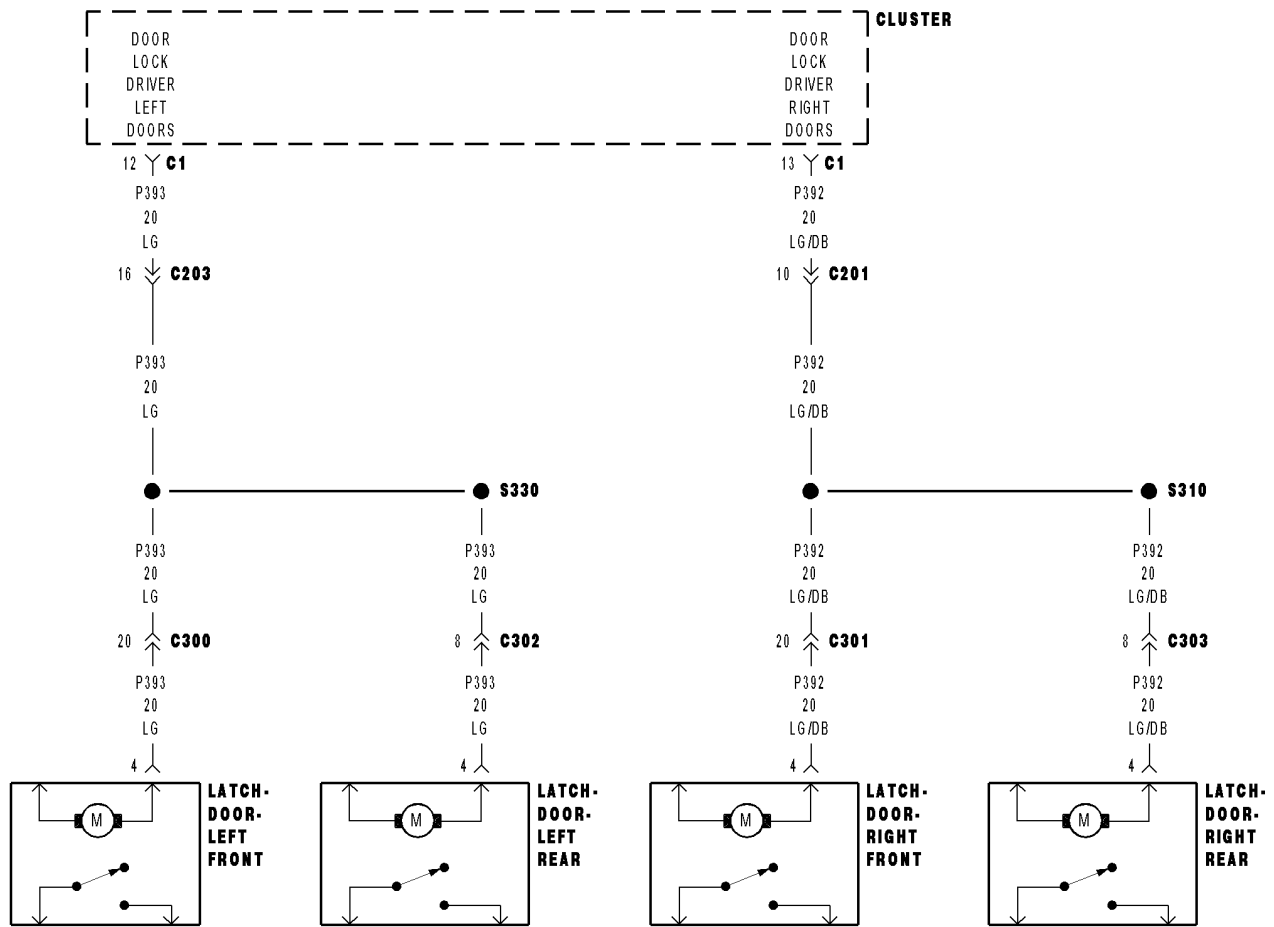 CLUSTER
DOOR
LOCK
DRIVER
LEFT
DOORS
DOOR
LOCK
DRIVER
RIGHT
DOORS
12 C1
13 C1
P393
20
LG
P392
20
LG/DB
16 C203
10 C201
P393
20
LG
P392
20
LG/DB
S330
S310
P393
20
LG
P393
20
LG
P392
20
LG/DB
P392
20
LG/DB
20 C300
8 C302
20 C301
8 C303
P393
20
LG
P393
20
LG
P392
20
LG/DB
P392
20
LG/DB
4
4
4
4
M
LATCH-
DOOR-
LEFT
FRONT
M
LATCH-
DOOR-
LEFT
REAR
M
LATCH-
DOOR-
RIGHT
FRONT
M
LATCH-
DOOR-
RIGHT
REAR